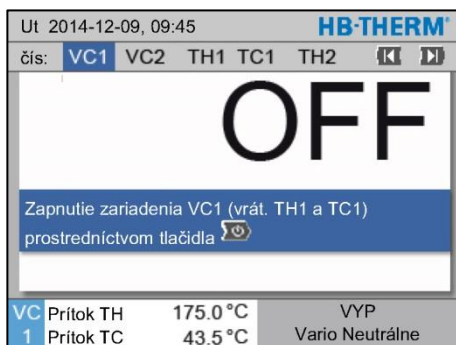 Ut 2014-12-09, 09:45 HB-THERM®
čís: VC1 VC2 TH1 TC1 TH2
OFF
Zapnutie zariadenia VC1 (vrát. TH1 a TC1)
prostredníctvom tlačidla
VC Prítok TH 175.0 °C VYP
1 Prítok TC 43.5 °C Vario Neutrálne